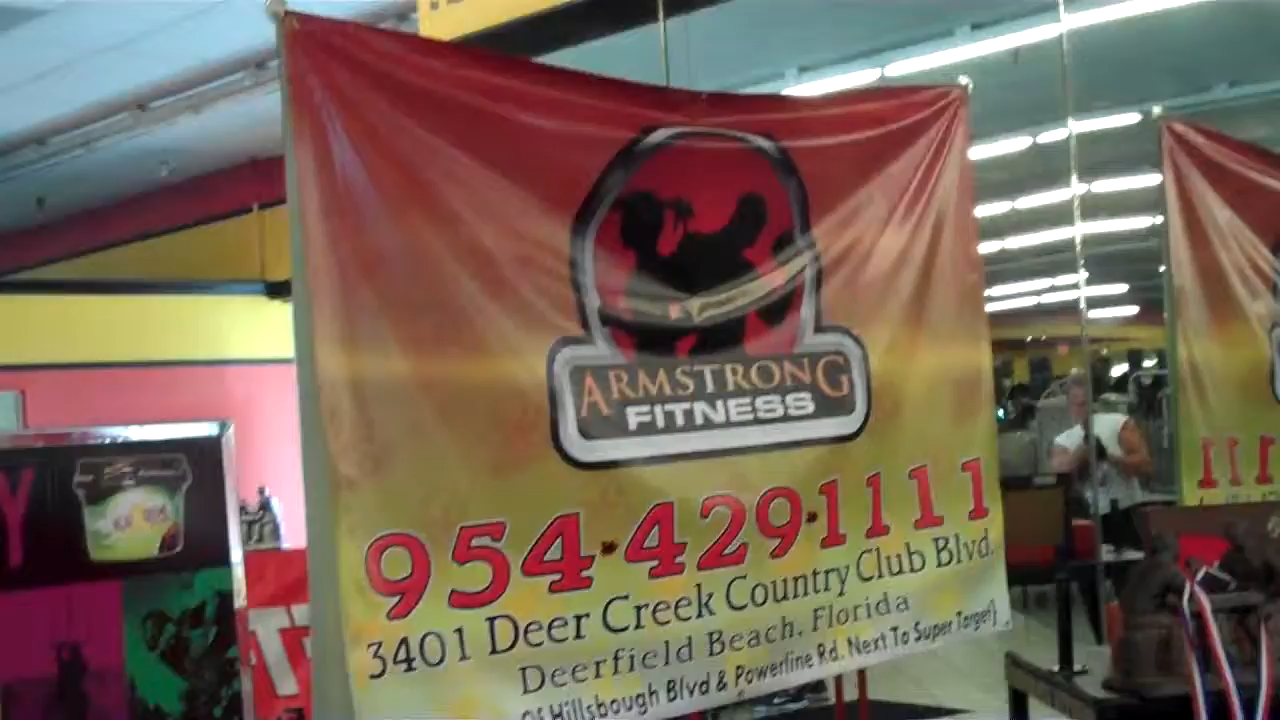 ARMSTRONG
FITNESS
954·429·1111
3401 Deer Creek Country Club Blvd.
Deerfield Beach, Florida
Of Hillsbough Blvd & Powerline Rd. Next To Super Target)
Y